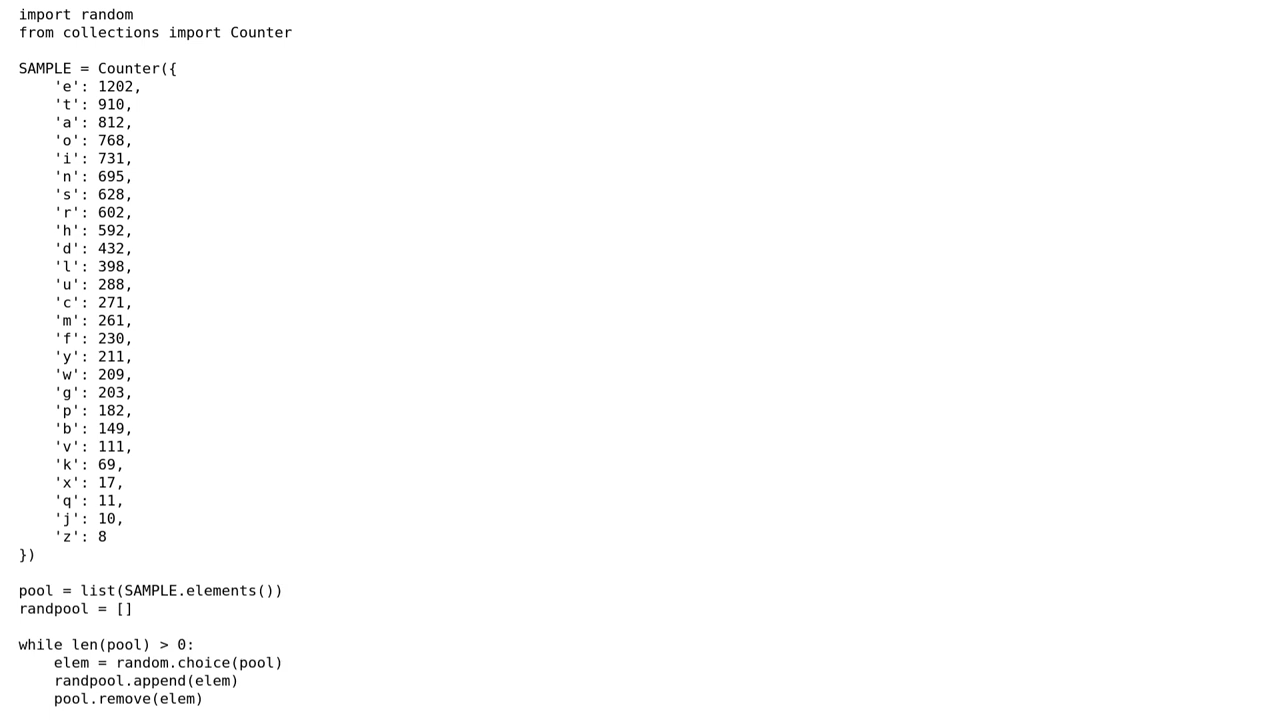 import random
from collections import Counter

SAMPLE = Counter({
    'e': 1202,
    't': 910,
    'a': 812,
    'o': 768,
    'i': 731,
    'n': 695,
    's': 628,
    'r': 602,
    'h': 592,
    'd': 432,
    'l': 398,
    'u': 288,
    'c': 271,
    'm': 261,
    'f': 230,
    'y': 211,
    'w': 209,
    'g': 203,
    'p': 182,
    'b': 149,
    'v': 111,
    'k': 69,
    'x': 17,
    'q': 11,
    'j': 10,
    'z': 8
})

pool = list(SAMPLE.elements())
randpool = []

while len(pool) > 0:
    elem = random.choice(pool)
    randpool.append(elem)
    pool.remove(elem)